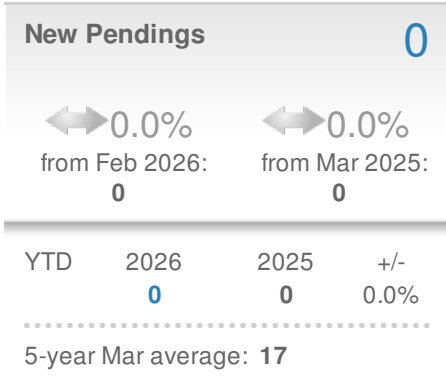 New Pendings 0
0.0% 0.0%
from Feb 2026: from Mar 2025:
0 0
YTD 2026 2025 +/-
0 0 0.0%
5-year Mar average: 17